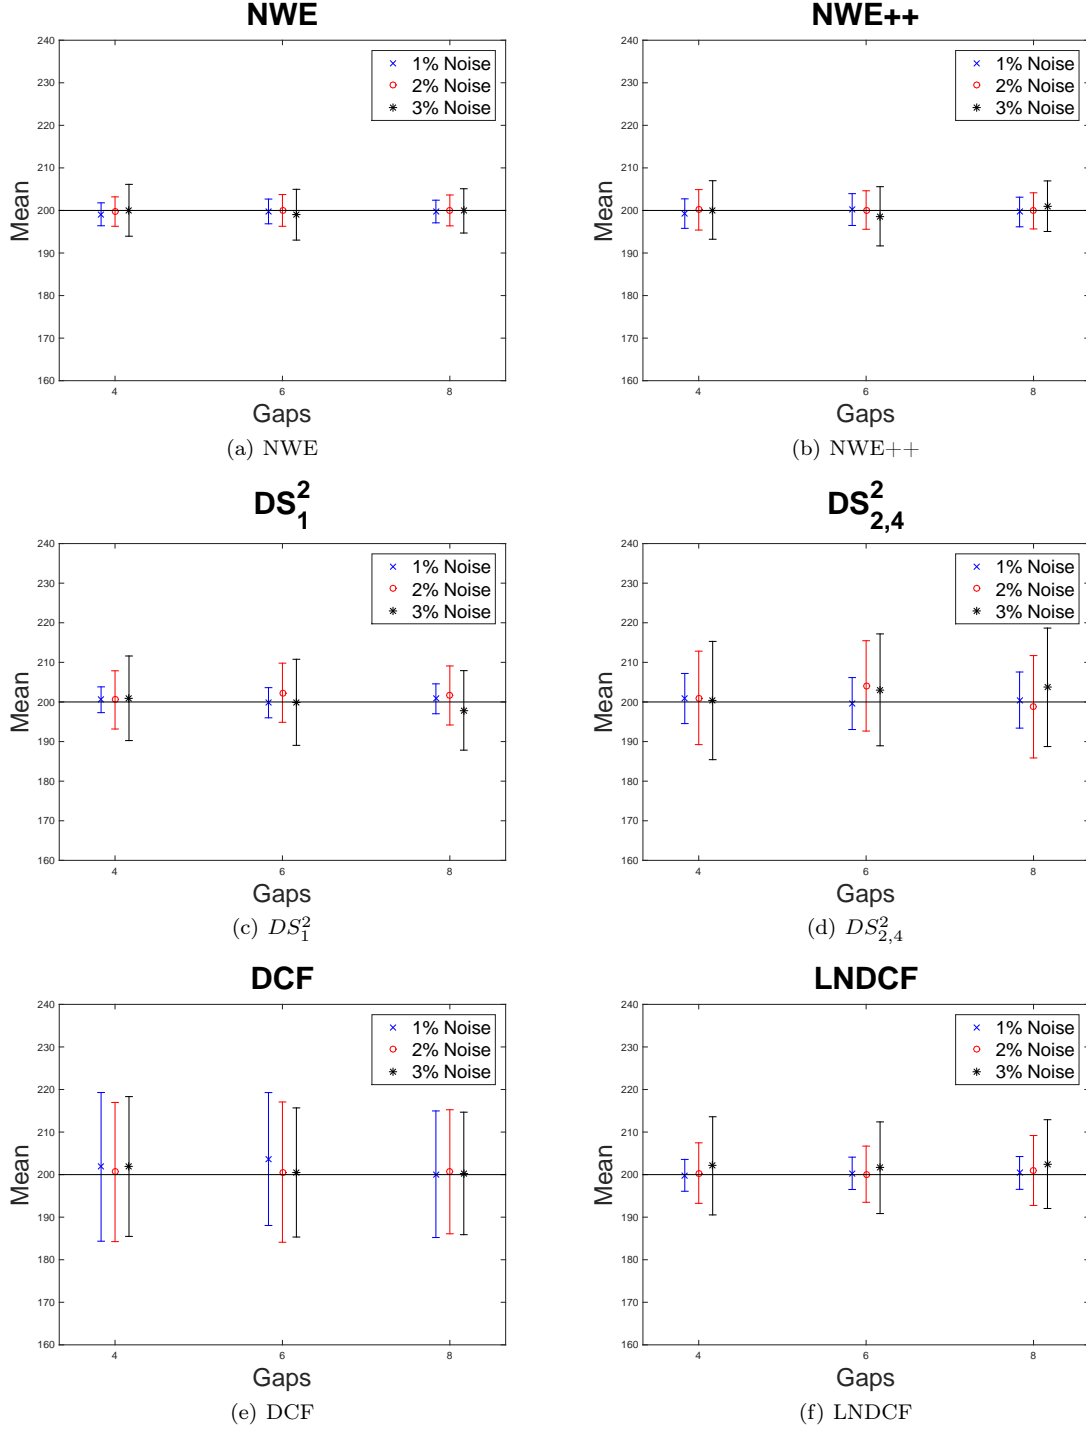 NWE
240
230
220
210
200
190
180
170
160
Mean
4
6
8
Gaps
1% Noise
2% Noise
3% Noise
(a) NWE
NWE++
240
230
220
210
200
190
180
170
160
Mean
4
6
8
Gaps
1% Noise
2% Noise
3% Noise
(b) NWE++
DS²₁
240
230
220
210
200
190
180
170
160
Mean
4
6
8
Gaps
1% Noise
2% Noise
3% Noise
(c) DS²₁
DS²₂,₄
240
230
220
210
200
190
180
170
160
Mean
4
6
8
Gaps
1% Noise
2% Noise
3% Noise
(d) DS²₂,₄
DCF
240
230
220
210
200
190
180
170
160
Mean
4
6
8
Gaps
1% Noise
2% Noise
3% Noise
(e) DCF
LNDCF
240
230
220
210
200
190
180
170
160
Mean
4
6
8
Gaps
1% Noise
2% Noise
3% Noise
(f) LNDCF